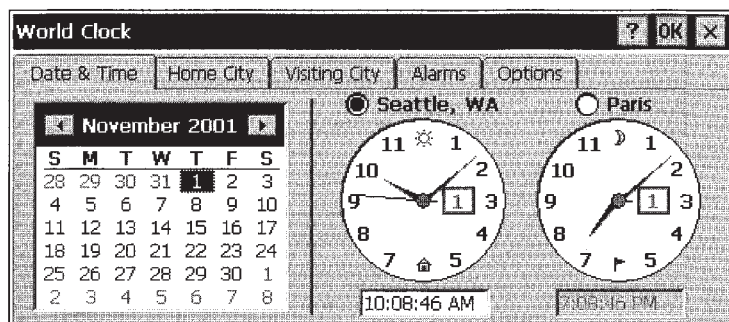 World Clock ? OK ×
Date & Time Home City Visiting City Alarms Options
Seattle, WA Paris
November 2001
S M T W T F S
28 29 30 31 1 2 3
4 5 6 7 8 9 10
11 12 13 14 15 16 17
18 19 20 21 22 23 24
25 26 27 28 29 30 1
2 3 4 5 6 7 8
11 1
10 2
9 1 3
8 4
7 5
10:08:46 AM
11 1
10 2
9 1 3
8 4
7 5
7:08:46 PM